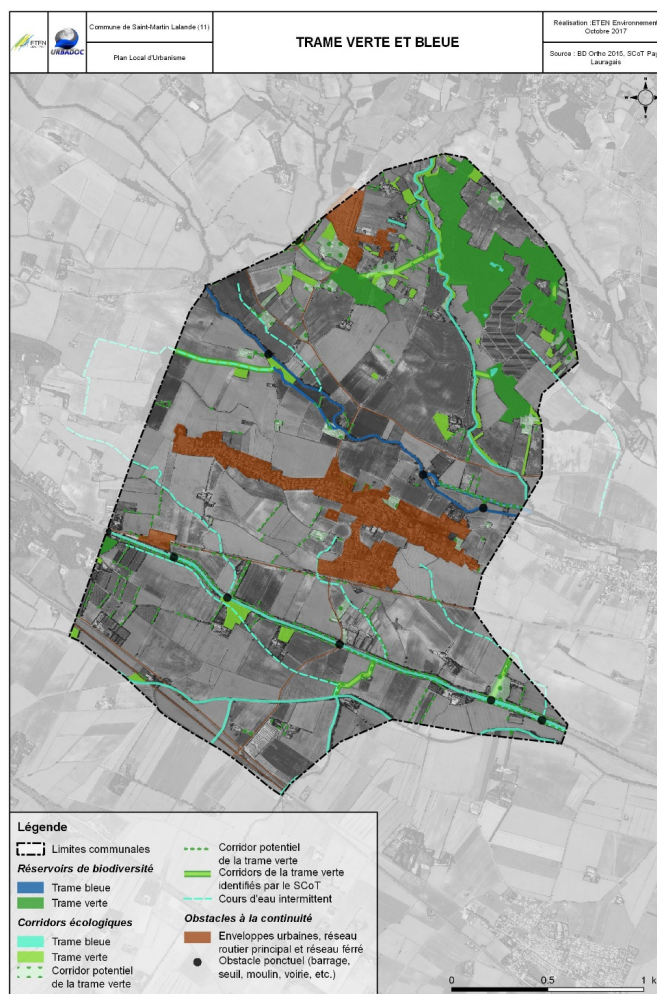 ETEN
URBADOC
Commune de Saint-Martin Lalande (11)
Plan Local d'Urbanisme
TRAME VERTE ET BLEUE
Réalisation :ETEN Environnement
Octobre 2017
Source : BD Ortho 2015, SCoT Pay
Lauragais
Légende
Limites communales
Réservoirs de biodiversité
Trame bleue
Trame verte
Corridors écologiques
Trame bleue
Trame verte
Corridor potentiel
de la trame verte
Corridor potentiel
de la trame verte
Corridors de la trame verte
identifiés par le SCoT
Cours d'eau intermittent
Obstacles à la continuité
Enveloppes urbaines, réseau
routier principal et réseau férré
Obstacle ponctuel (barrage,
seuil, moulin, voirie, etc.)
0 0.5 1 k